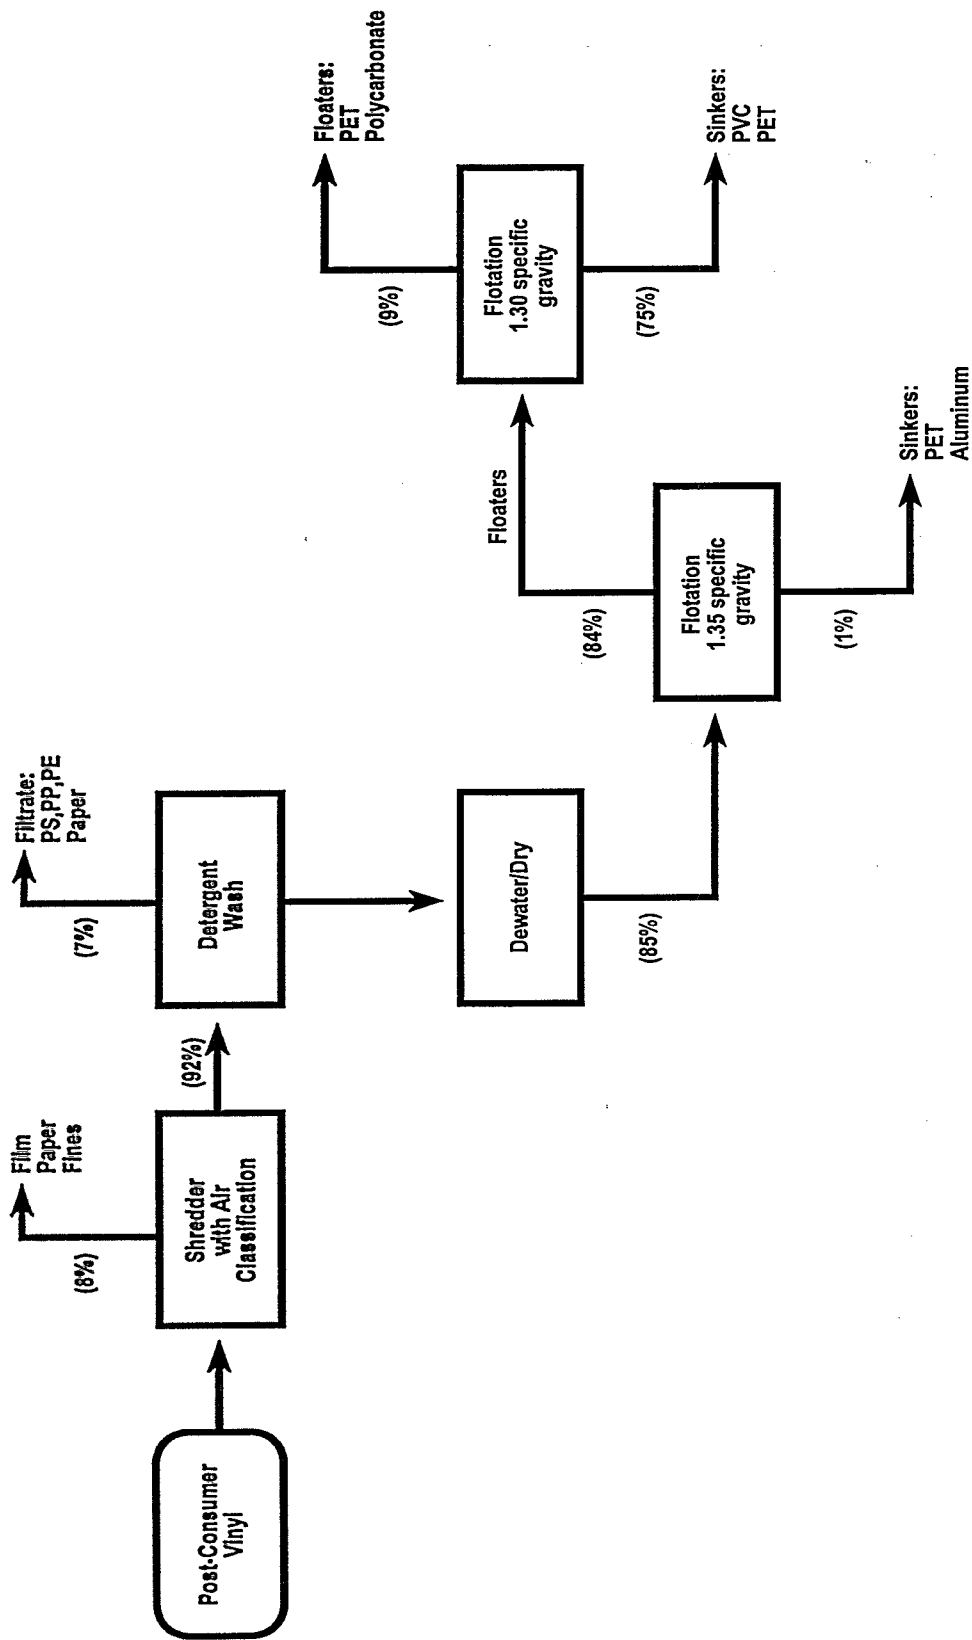 Post-Consumer
Vinyl
Shredder
with Air
Classification
(8%)
Film
Paper
Fines
(92%)
Detergent
Wash
(7%)
Filtrate:
PS,PP,PE
Paper
Dewater/Dry
(85%)
Flotation
1.35 specific
gravity
(84%)
Floaters
(1%)
Sinkers:
PET
Aluminum
Flotation
1.30 specific
gravity
(9%)
Floaters:
PET
Polycarbonate
(75%)
Sinkers:
PVC
PET